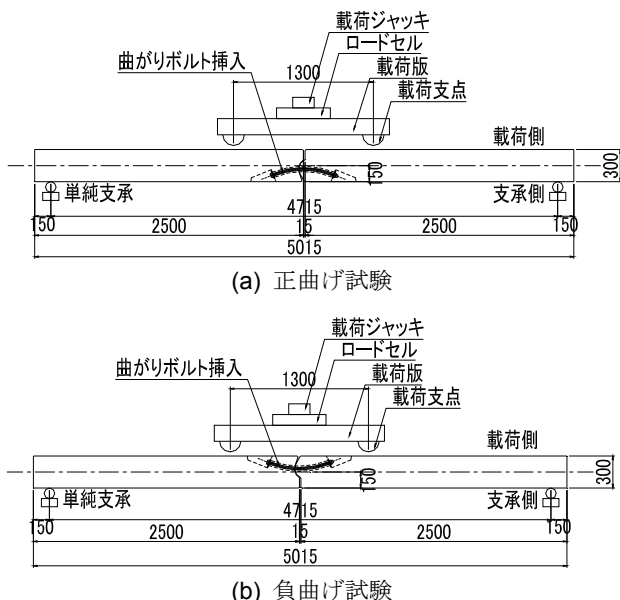 載荷ジャッキ
ロードセル
曲がりボルト挿入
1300
載荷版
載荷支点
載荷側
150
300
単純支承
支承側
4715
150
2500
15
2500
150
5015
(a) 正曲げ試験
載荷ジャッキ
ロードセル
曲がりボルト挿入
1300
載荷版
載荷支点
載荷側
150
300
単純支承
支承側
4715
150
2500
15
2500
150
5015
(b) 負曲げ試験